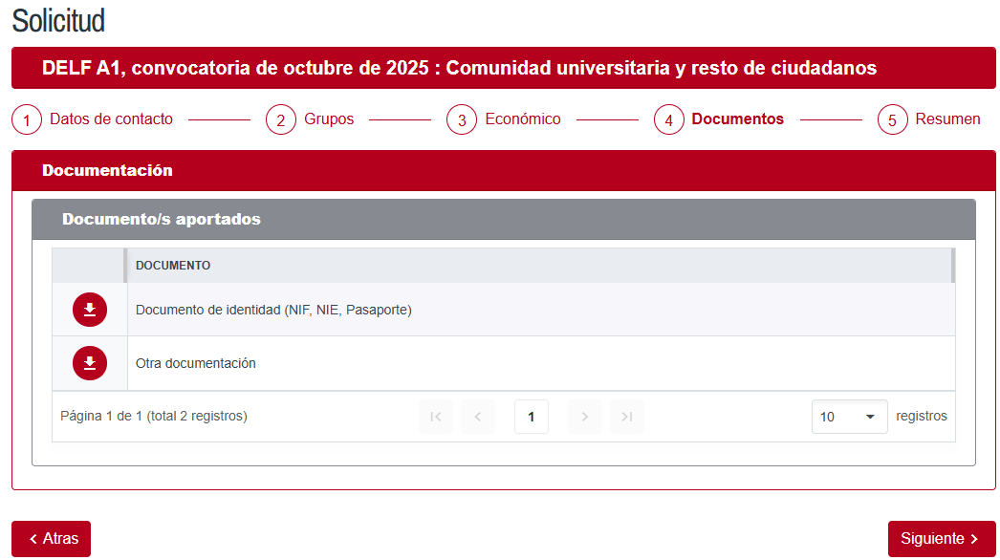 Solicitud
DELF A1, convocatoria de octubre de 2025 : Comunidad universitaria y resto de ciudadanos
1 Datos de contacto 2 Grupos 3 Económico 4 Documentos 5 Resumen
Documentación
Documento/s aportados
DOCUMENTO
Documento de identidad (NIF, NIE, Pasaporte)
Otra documentación
Página 1 de 1 (total 2 registros) 1 10 registros
Atras Siguiente